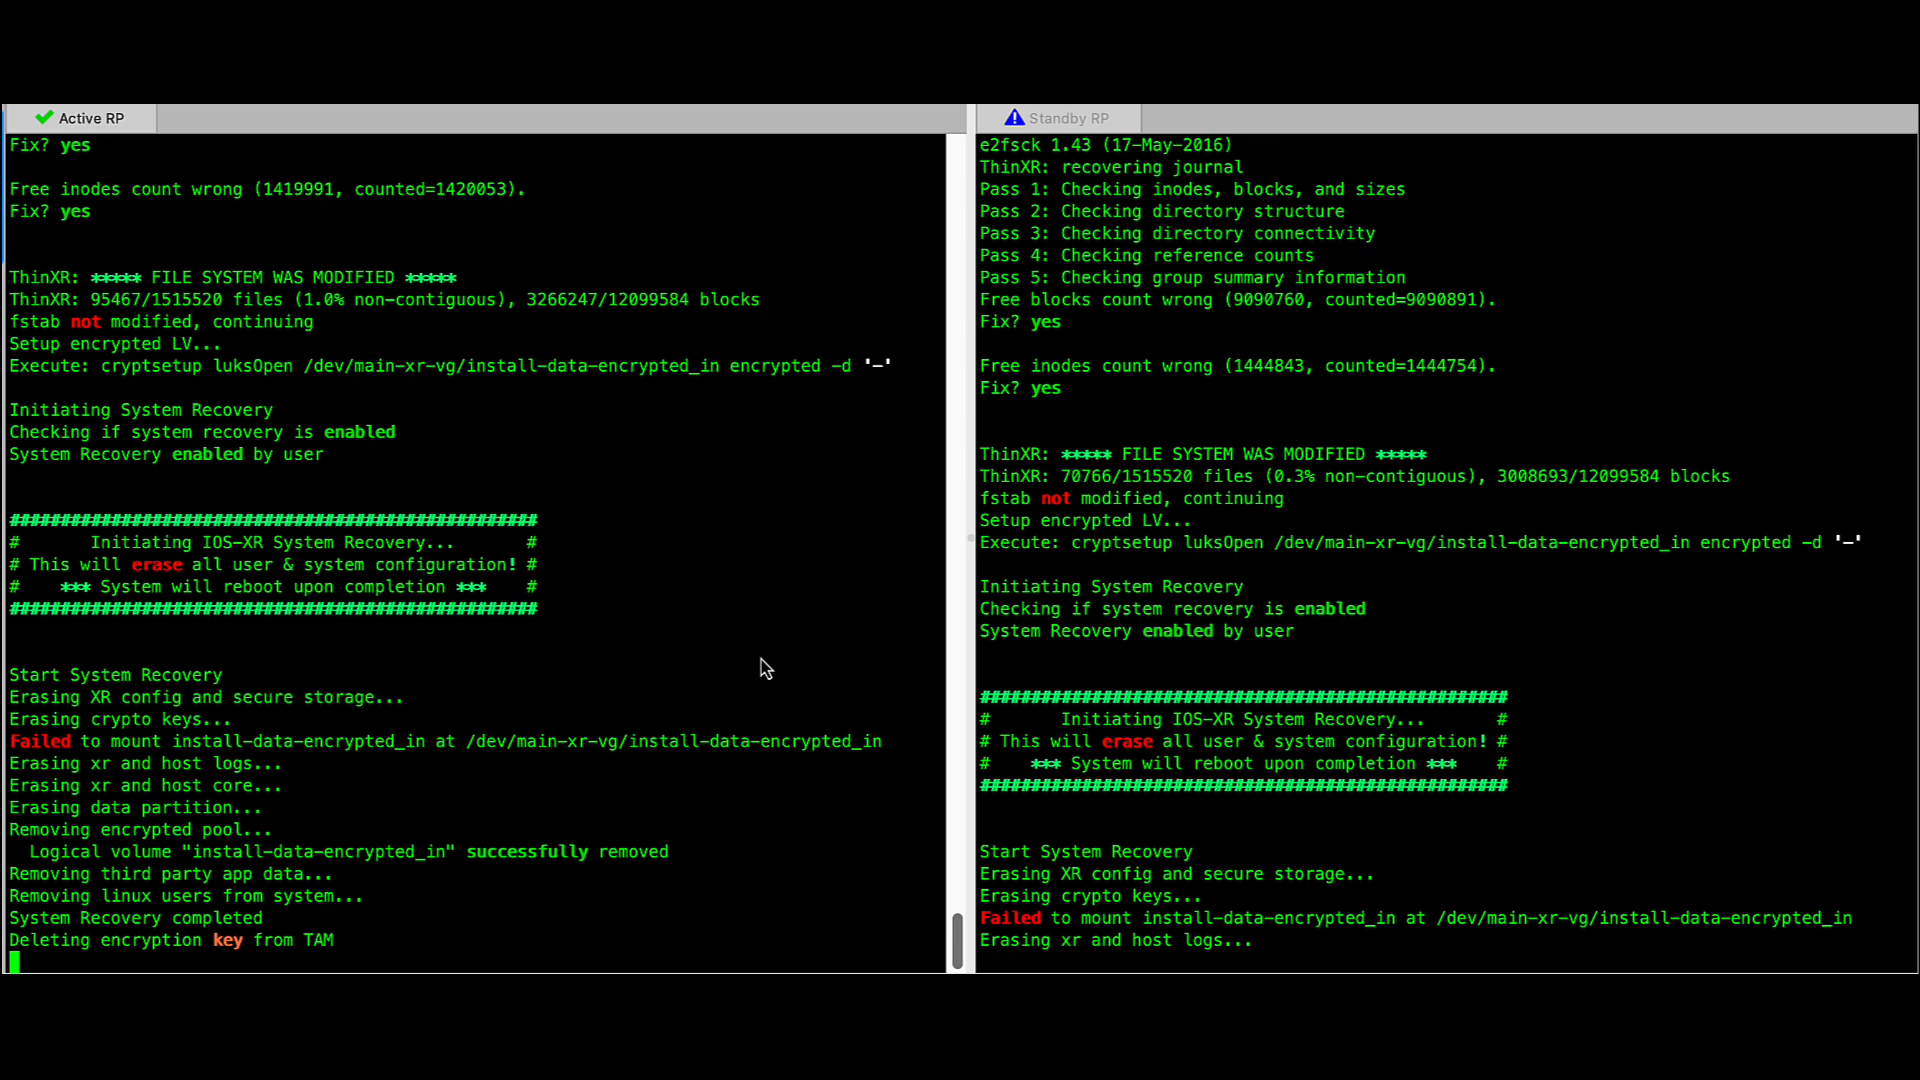 Active RP
Fix? yes
Free inodes count wrong (1419991, counted=1420053).
Fix? yes
ThinXR: ***** FILE SYSTEM WAS MODIFIED *****
ThinXR: 95467/1515520 files (1.0% non-contiguous), 3266247/12099584 blocks
fstab not modified, continuing
Setup encrypted LV...
Execute: cryptsetup luksOpen /dev/main-xr-vg/install-data-encrypted_in encrypted -d '-'
Initiating System Recovery
Checking if system recovery is enabled
System Recovery enabled by user
####################################################
#       Initiating IOS-XR System Recovery...       #
# This will erase all user & system configuration! #
#    *** System will reboot upon completion ***    #
####################################################
Start System Recovery
Erasing XR config and secure storage...
Erasing crypto keys...
Failed to mount install-data-encrypted_in at /dev/main-xr-vg/install-data-encrypted_in
Erasing xr and host logs...
Erasing xr and host core...
Erasing data partition...
Removing encrypted pool...
  Logical volume "install-data-encrypted_in" successfully removed
Removing third party app data...
Removing linux users from system...
System Recovery completed
Deleting encryption key from TAM
Standby RP
e2fsck 1.43 (17-May-2016)
ThinXR: recovering journal
Pass 1: Checking inodes, blocks, and sizes
Pass 2: Checking directory structure
Pass 3: Checking directory connectivity
Pass 4: Checking reference counts
Pass 5: Checking group summary information
Free blocks count wrong (9090760, counted=9090891).
Fix? yes
Free inodes count wrong (1444843, counted=1444754).
Fix? yes
ThinXR: ***** FILE SYSTEM WAS MODIFIED *****
ThinXR: 70766/1515520 files (0.3% non-contiguous), 3008693/12099584 blocks
fstab not modified, continuing
Setup encrypted LV...
Execute: cryptsetup luksOpen /dev/main-xr-vg/install-data-encrypted_in encrypted -d '-'
Initiating System Recovery
Checking if system recovery is enabled
System Recovery enabled by user
####################################################
#       Initiating IOS-XR System Recovery...       #
# This will erase all user & system configuration! #
#    *** System will reboot upon completion ***    #
####################################################
Start System Recovery
Erasing XR config and secure storage...
Erasing crypto keys...
Failed to mount install-data-encrypted_in at /dev/main-xr-vg/install-data-encrypted_in
Erasing xr and host logs...